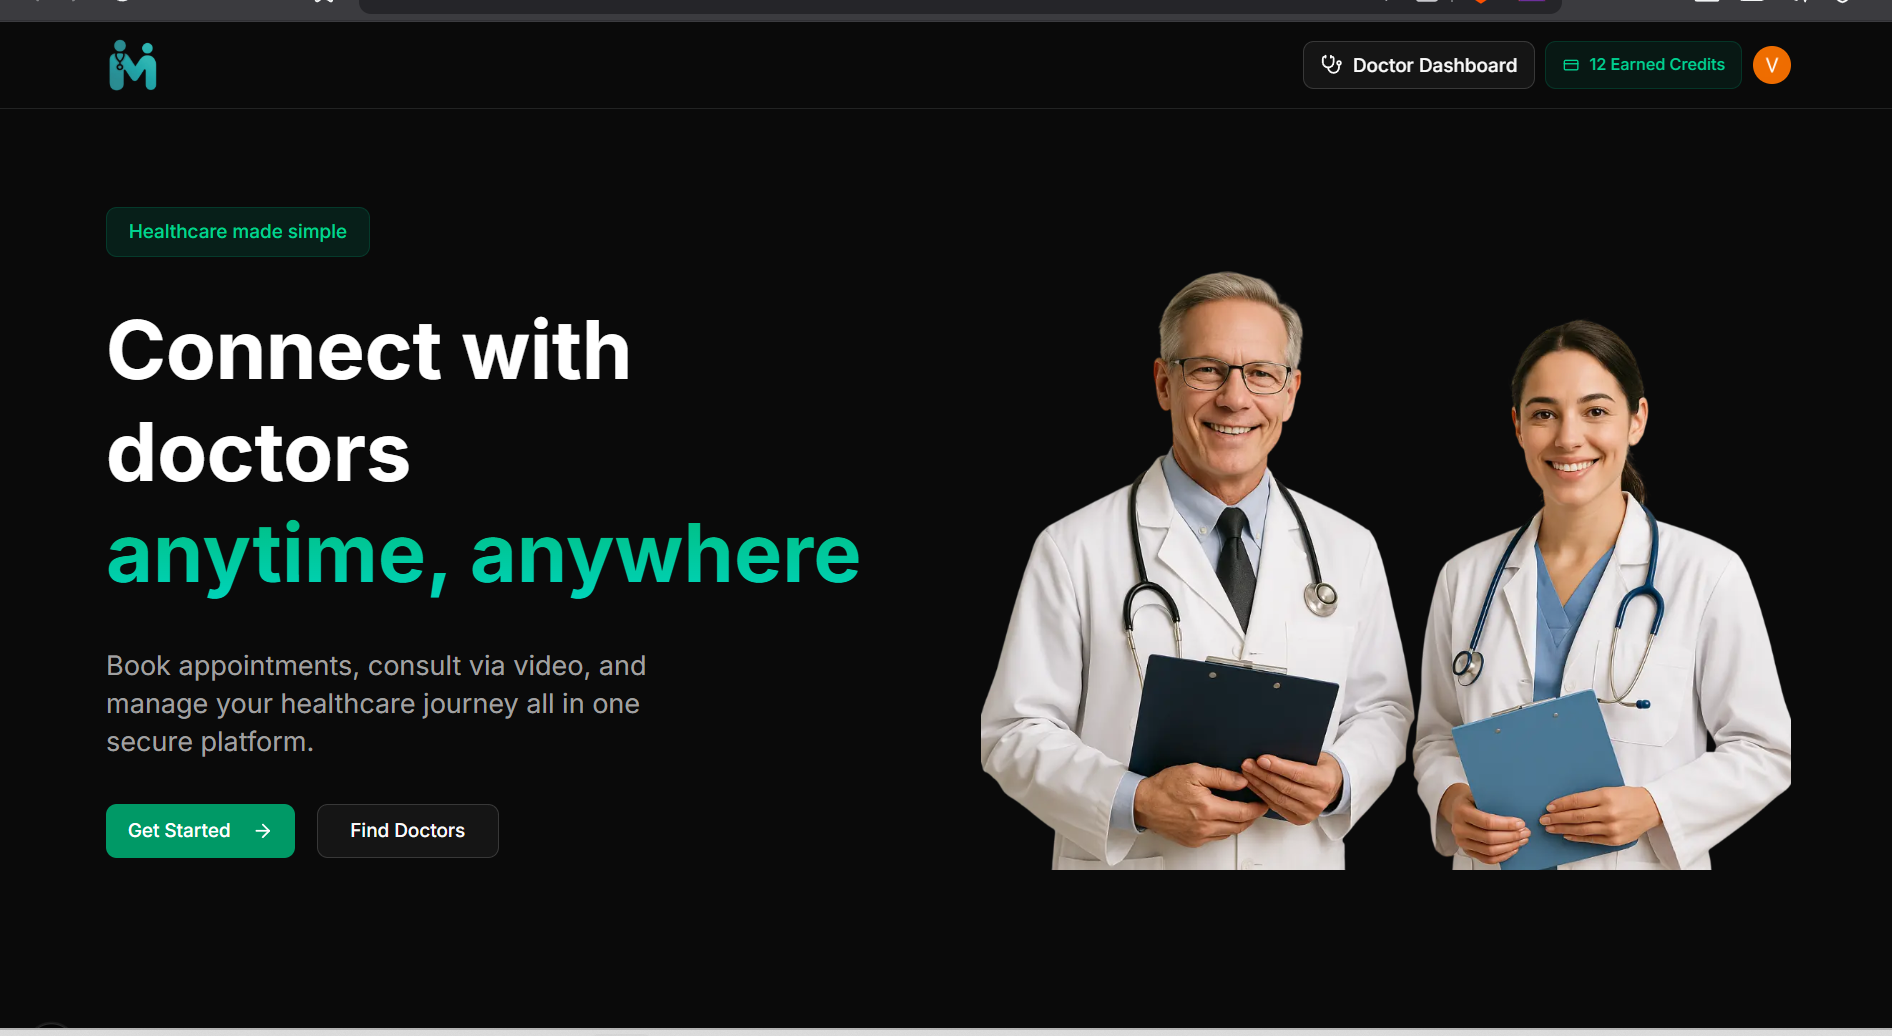 Doctor Dashboard
12 Earned Credits
V
Healthcare made simple
Connect with
doctors
anytime, anywhere
Book appointments, consult via video, and
manage your healthcare journey all in one
secure platform.
Get Started
Find Doctors